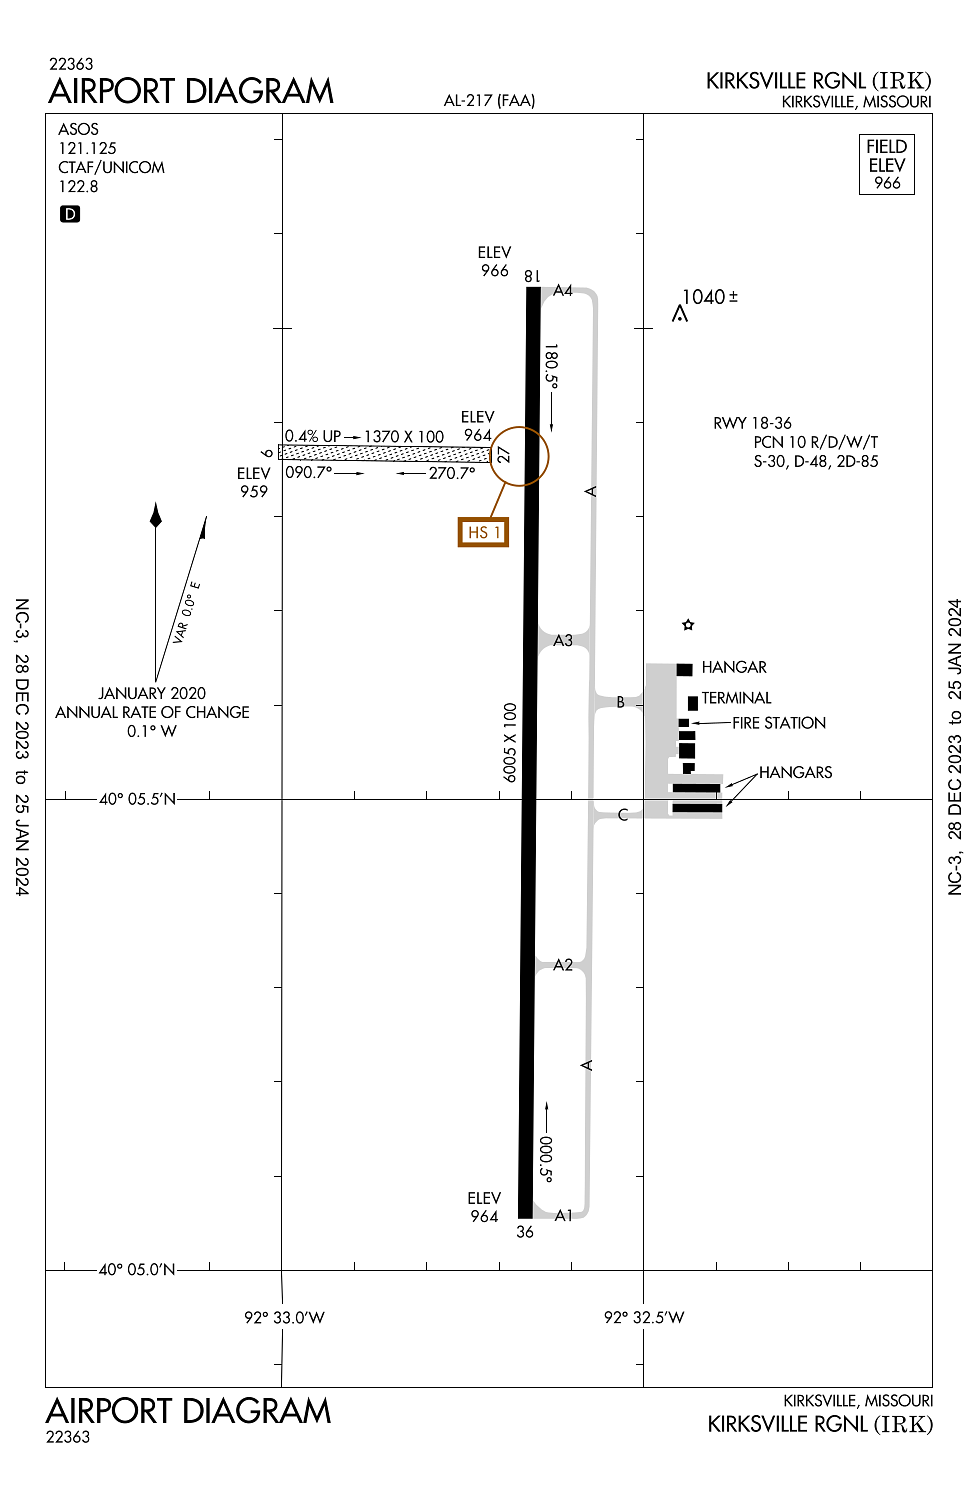 22363
AIRPORT DIAGRAM
AL-217 (FAA)
KIRKSVILLE RGNL (IRK)
KIRKSVILLE, MISSOURI
ASOS
121.125
CTAF/UNICOM
122.8
D
FIELD
ELEV
966
ELEV
966
18
A4
1040 ±
180.5°
RWY 18-36
PCN 10 R/D/W/T
S-30, D-48, 2D-85
0.4% UP
1370 X 100
ELEV
964
9
27
ELEV
959
090.7°
270.7°
A
HS 1
VAR 0.0° E
JANUARY 2020
ANNUAL RATE OF CHANGE
0.1° W
A3
HANGAR
B
TERMINAL
FIRE STATION
6005 X 100
HANGARS
40° 05.5'N
C
A2
A
000.5°
ELEV
964
A1
36
40° 05.0'N
92° 33.0'W
92° 32.5'W
NC-3, 28 DEC 2023 to 25 JAN 2024
NC-3, 28 DEC 2023 to 25 JAN 2024
AIRPORT DIAGRAM
22363
KIRKSVILLE, MISSOURI
KIRKSVILLE RGNL (IRK)